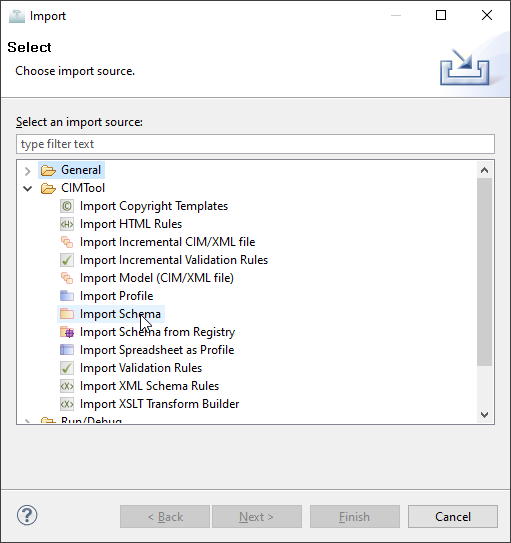 Import
Select
Choose import source.
Select an import source:
type filter text
General
CIMTool
Import Copyright Templates
Import HTML Rules
Import Incremental CIM/XML file
Import Incremental Validation Rules
Import Model (CIM/XML file)
Import Profile
Import Schema
Import Schema from Registry
Import Spreadsheet as Profile
Import Validation Rules
Import XML Schema Rules
Import XSLT Transform Builder
Run/Debug
< Back
Next >
Finish
Cancel